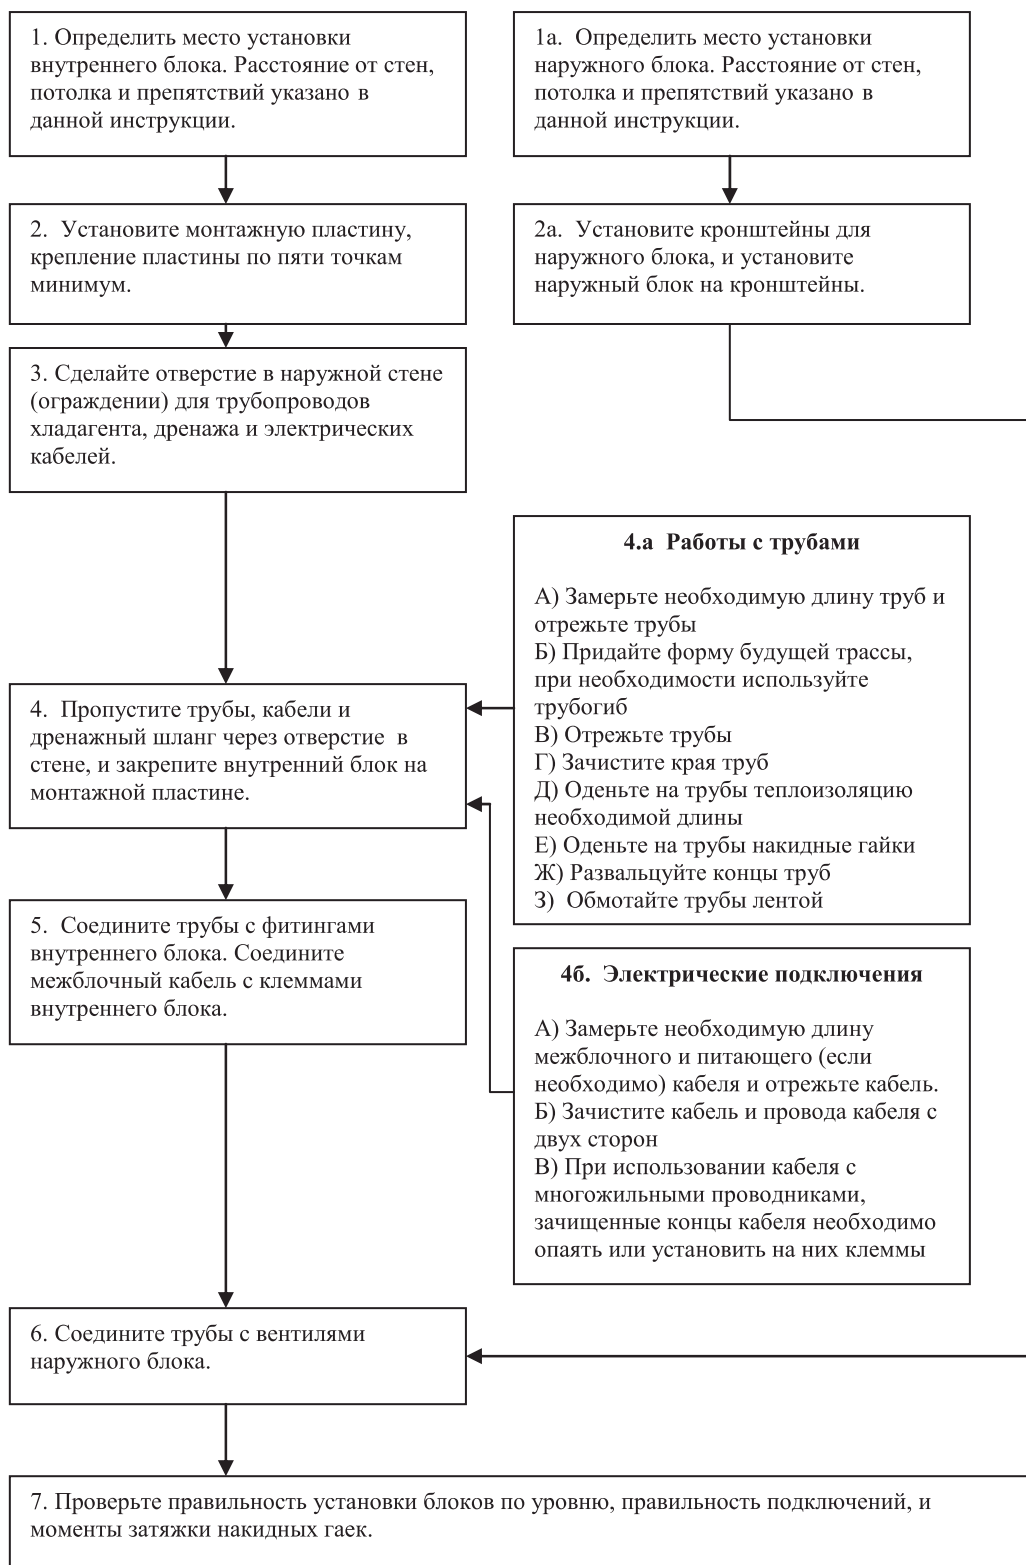 1. Определить место установки
внутреннего блока. Расстояние от стен,
потолка и препятствий указано в
данной инструкции.
1а. Определить место установки
наружного блока. Расстояние от стен,
потолка и препятствий указано в
данной инструкции.
2. Установите монтажную пластину,
крепление пластины по пяти точкам
минимум.
2а. Установите кронштейны для
наружного блока, и установите
наружный блок на кронштейны.
3. Сделайте отверстие в наружной стене
(ограждении) для трубопроводов
хладагента, дренажа и электрических
кабелей.
4.а Работы с трубами
А) Замерьте необходимую длину труб и
отрежьте трубы
Б) Придайте форму будущей трассы,
при необходимости используйте
трубогиб
В) Отрежьте трубы
Г) Зачистите края труб
Д) Оденьте на трубы теплоизоляцию
необходимой длины
Е) Оденьте на трубы накидные гайки
Ж) Развальцуйте концы труб
З) Обмотайте трубы лентой
4. Пропустите трубы, кабели и
дренажный шланг через отверстие в
стене, и закрепите внутренний блок на
монтажной пластине.
5. Соедините трубы с фитингами
внутреннего блока. Соедините
межблочный кабель с клеммами
внутреннего блока.
4б. Электрические подключения
А) Замерьте необходимую длину
межблочного и питающего (если
необходимо) кабеля и отрежьте кабель.
Б) Зачистите кабель и провода кабеля с
двух сторон
В) При использовании кабеля с
многожильными проводниками,
зачищенные концы кабеля необходимо
опаять или установить на них клеммы
6. Соедините трубы с вентилями
наружного блока.
7. Проверьте правильность установки блоков по уровню, правильность подключений, и
моменты затяжки накидных гаек.